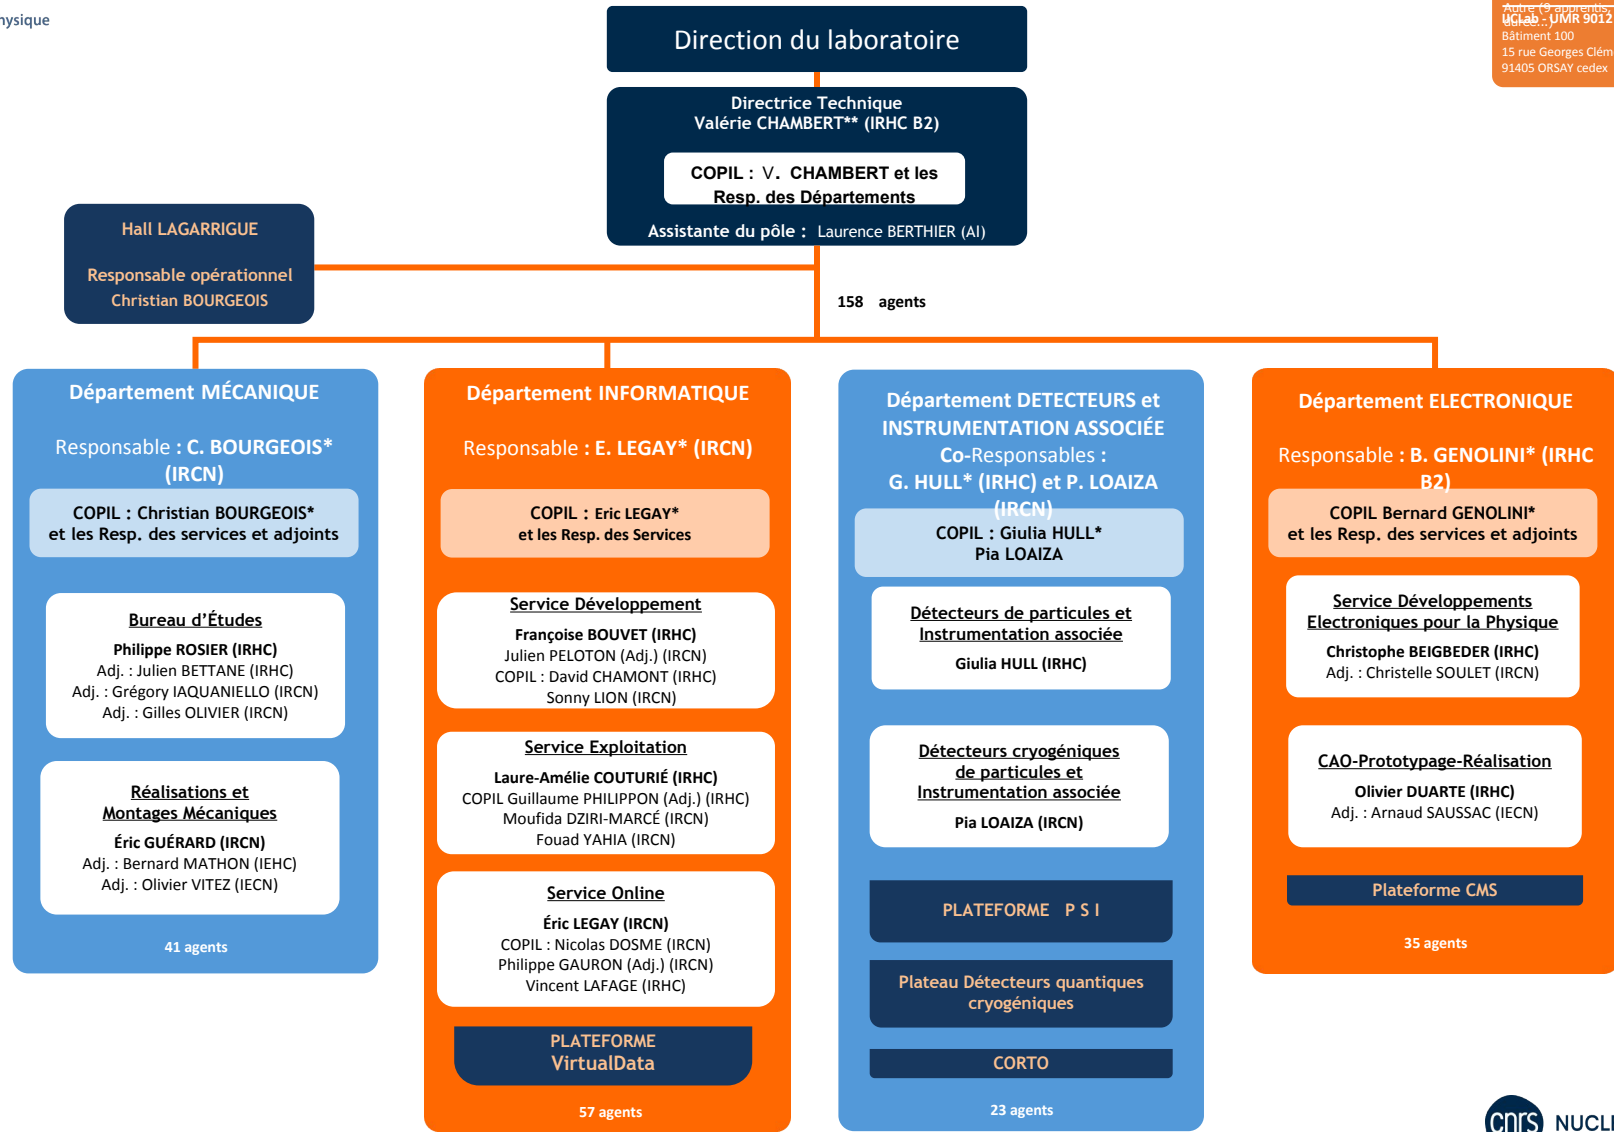 hysique
Direction du laboratoire
Autre (9 apprentis,
IJCLab - UMR 9012
Bâtiment 100
15 rue Georges Clém
91405 ORSAY cedex
Directrice Technique
Valérie CHAMBERT** (IRHC B2)
COPIL : V. CHAMBERT et les
Resp. des Départements
Assistante du pôle : Laurence BERTHIER (AI)
Hall LAGARRIGUE
Responsable opérationnel
Christian BOURGEOIS
158 agents
Département MÉCANIQUE
Responsable : C. BOURGEOIS*
(IRCN)
COPIL : Christian BOURGEOIS*
et les Resp. des services et adjoints
Bureau d’Études
Philippe ROSIER (IRHC)
Adj. : Julien BETTANE (IRHC)
Adj. : Grégory IAQUANIELLO (IRCN)
Adj. : Gilles OLIVIER (IRCN)
Réalisations et
Montages Mécaniques
Éric GUÉRARD (IRCN)
Adj. : Bernard MATHON (IEHC)
Adj. : Olivier VITEZ (IECN)
41 agents
Département INFORMATIQUE
Responsable : E. LEGAY* (IRCN)
COPIL : Eric LEGAY*
et les Resp. des Services
Service Développement
Françoise BOUVET (IRHC)
Julien PELOTON (Adj.) (IRCN)
COPIL : David CHAMONT (IRHC)
Sonny LION (IRCN)
Service Exploitation
Laure-Amélie COUTURIÉ (IRHC)
COPIL Guillaume PHILIPPON (Adj.) (IRHC)
Moufida DZIRI-MARCÉ (IRCN)
Fouad YAHIA (IRCN)
Service Online
Éric LEGAY (IRCN)
COPIL : Nicolas DOSME (IRCN)
Philippe GAURON (Adj.) (IRCN)
Vincent LAFAGE (IRHC)
PLATEFORME
VirtualData
57 agents
Département DETECTEURS et
INSTRUMENTATION ASSOCIÉE
Co-Responsables :
G. HULL* (IRHC) et P. LOAIZA
(IRCN)
COPIL : Giulia HULL*
Pia LOAIZA
Détecteurs de particules et
Instrumentation associée
Giulia HULL (IRHC)
Détecteurs cryogéniques
de particules et
Instrumentation associée
Pia LOAIZA (IRCN)
PLATEFORME P S I
Plateau Détecteurs quantiques
cryogéniques
CORTO
23 agents
Département ELECTRONIQUE
Responsable : B. GENOLINI* (IRHC
B2)
COPIL Bernard GENOLINI*
et les Resp. des services et adjoints
Service Développements
Electroniques pour la Physique
Christophe BEIGBEDER (IRHC)
Adj. : Christelle SOULET (IRCN)
CAO-Prototypage-Réalisation
Olivier DUARTE (IRHC)
Adj. : Arnaud SAUSSAC (IECN)
Plateforme CMS
35 agents
cnrs NUCLE